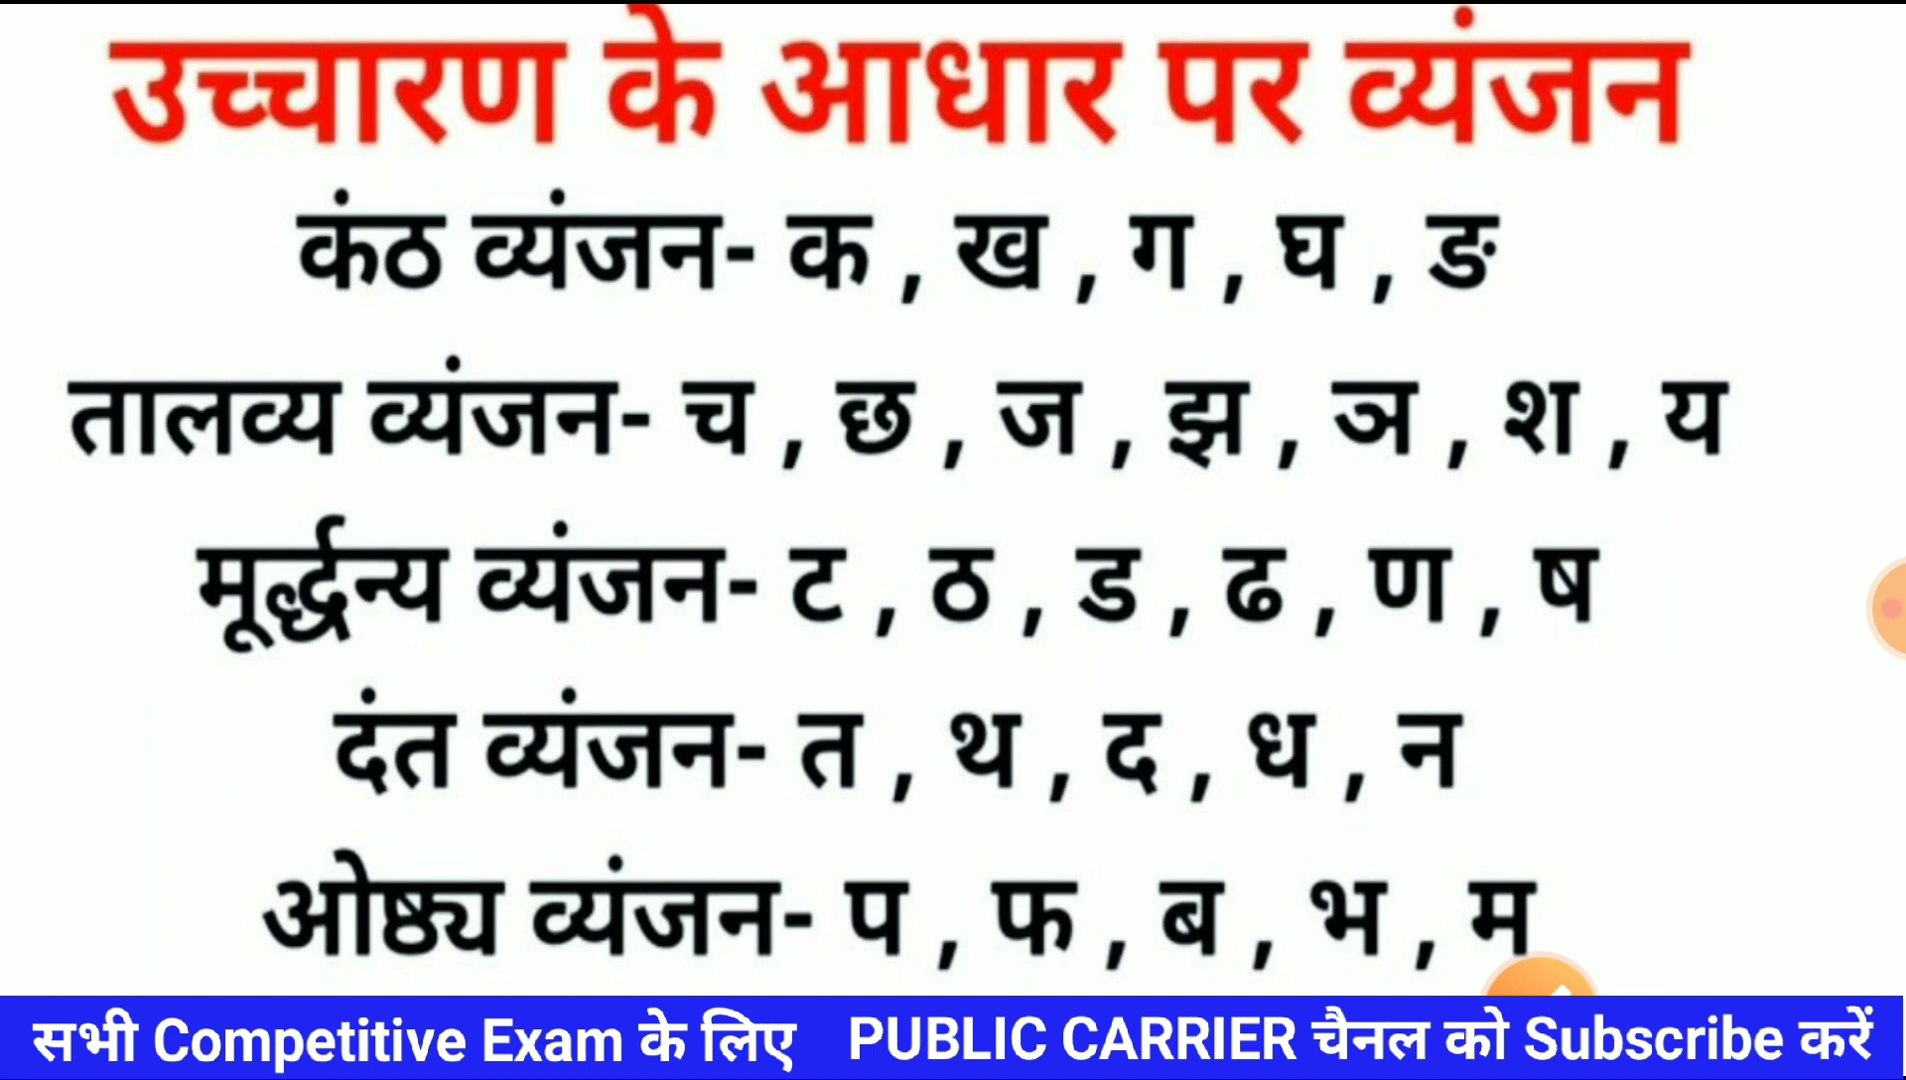 उच्चारण के आधार पर व्यंजन
कंठ व्यंजन- क , ख , ग , घ , ङ
तालव्य व्यंजन- च , छ , ज , झ , ञ , श , य
मूर्द्धन्य व्यंजन- ट , ठ , ड , ढ , ण , ष
दंत व्यंजन- त , थ , द , ध , न
ओष्ठ्य व्यंजन- प , फ , ब , भ , म
सभी Competitive Exam के लिए PUBLIC CARRIER चैनल को Subscribe करें